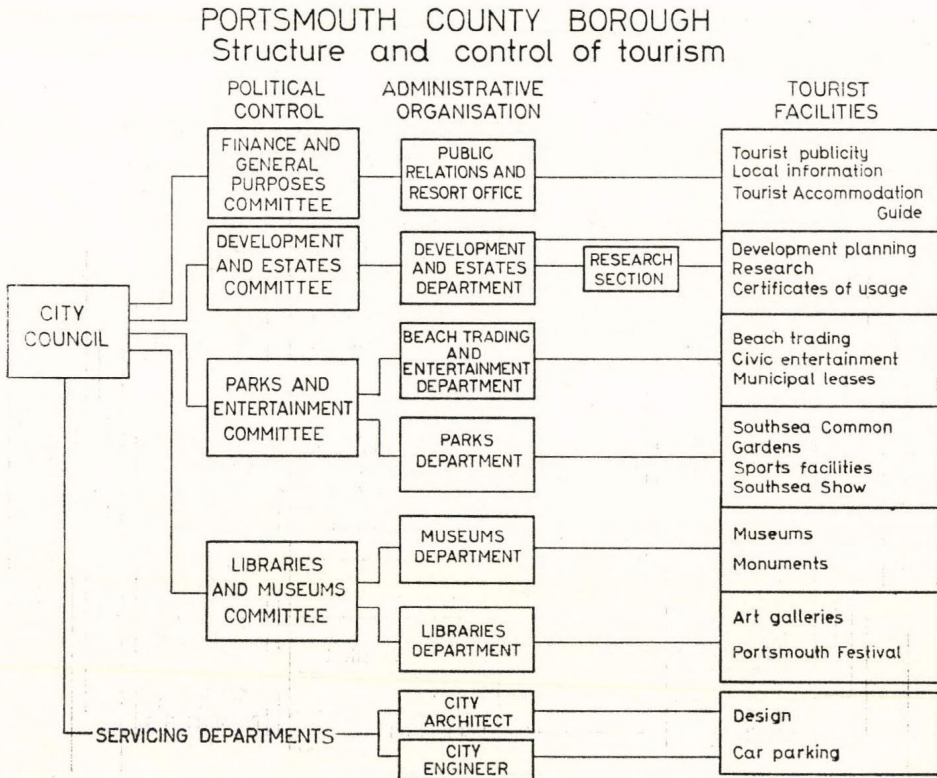 PORTSMOUTH COUNTY BOROUGH
Structure and control of tourism
POLITICAL
CONTROL
ADMINISTRATIVE
ORGANISATION
TOURIST
FACILITIES
CITY
COUNCIL
FINANCE AND
GENERAL
PURPOSES
COMMITTEE
PUBLIC
RELATIONS AND
RESORT OFFICE
Tourist publicity
Local information
Tourist Accommodation
Guide
DEVELOPMENT
AND ESTATES
COMMITTEE
DEVELOPMENT
AND ESTATES
DEPARTMENT
RESEARCH
SECTION
Development planning
Research
Certificates of usage
PARKS AND
ENTERTAINMENT
COMMITTEE
BEACH TRADING
AND
ENTERTAINMENT
DEPARTMENT
Beach trading
Civic entertainment
Municipal leases
PARKS
DEPARTMENT
Southsea Common
Gardens
Sports facilities
Southsea Show
LIBRARIES
AND MUSEUMS
COMMITTEE
MUSEUMS
DEPARTMENT
Museums
Monuments
LIBRARIES
DEPARTMENT
Art galleries
Portsmouth Festival
SERVICING DEPARTMENTS
CITY
ARCHITECT
Design
CITY
ENGINEER
Car parking